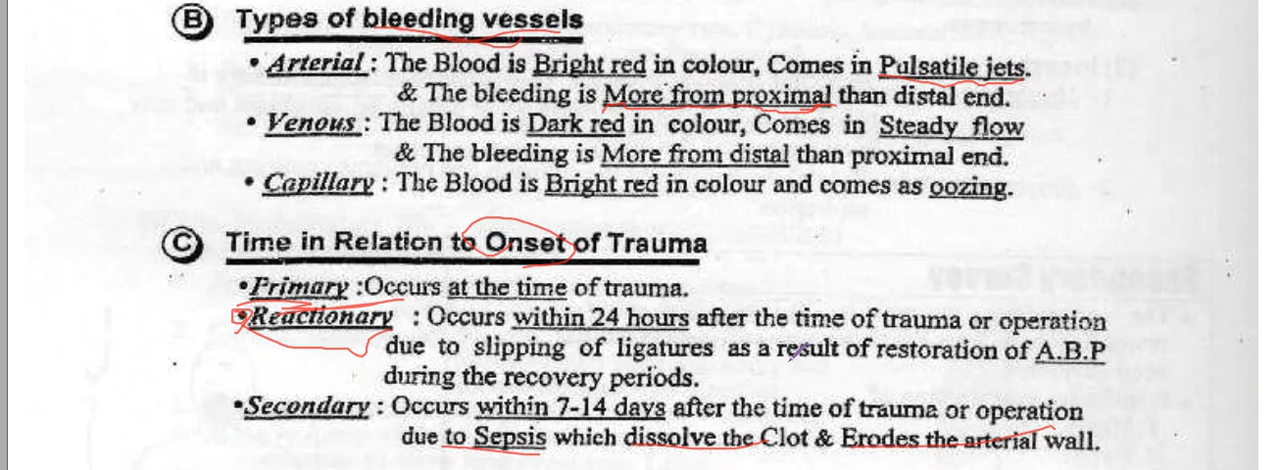 B Types of bleeding vessels
• Arterial : The Blood is Bright red in colour, Comes in Pulsatile jets.
& The bleeding is More from proximal than distal end.
• Venous : The Blood is Dark red in colour, Comes in Steady flow
& The bleeding is More from distal than proximal end.
• Capillary : The Blood is Bright red in colour and comes as oozing.
C Time in Relation to Onset of Trauma
•Primary :Occurs at the time of trauma.
•Reactionary : Occurs within 24 hours after the time of trauma or operation
due to slipping of ligatures as a result of restoration of A.B.P
during the recovery periods.
•Secondary : Occurs within 7-14 days after the time of trauma or operation
due to Sepsis which dissolve the Clot & Erodes the arterial wall.